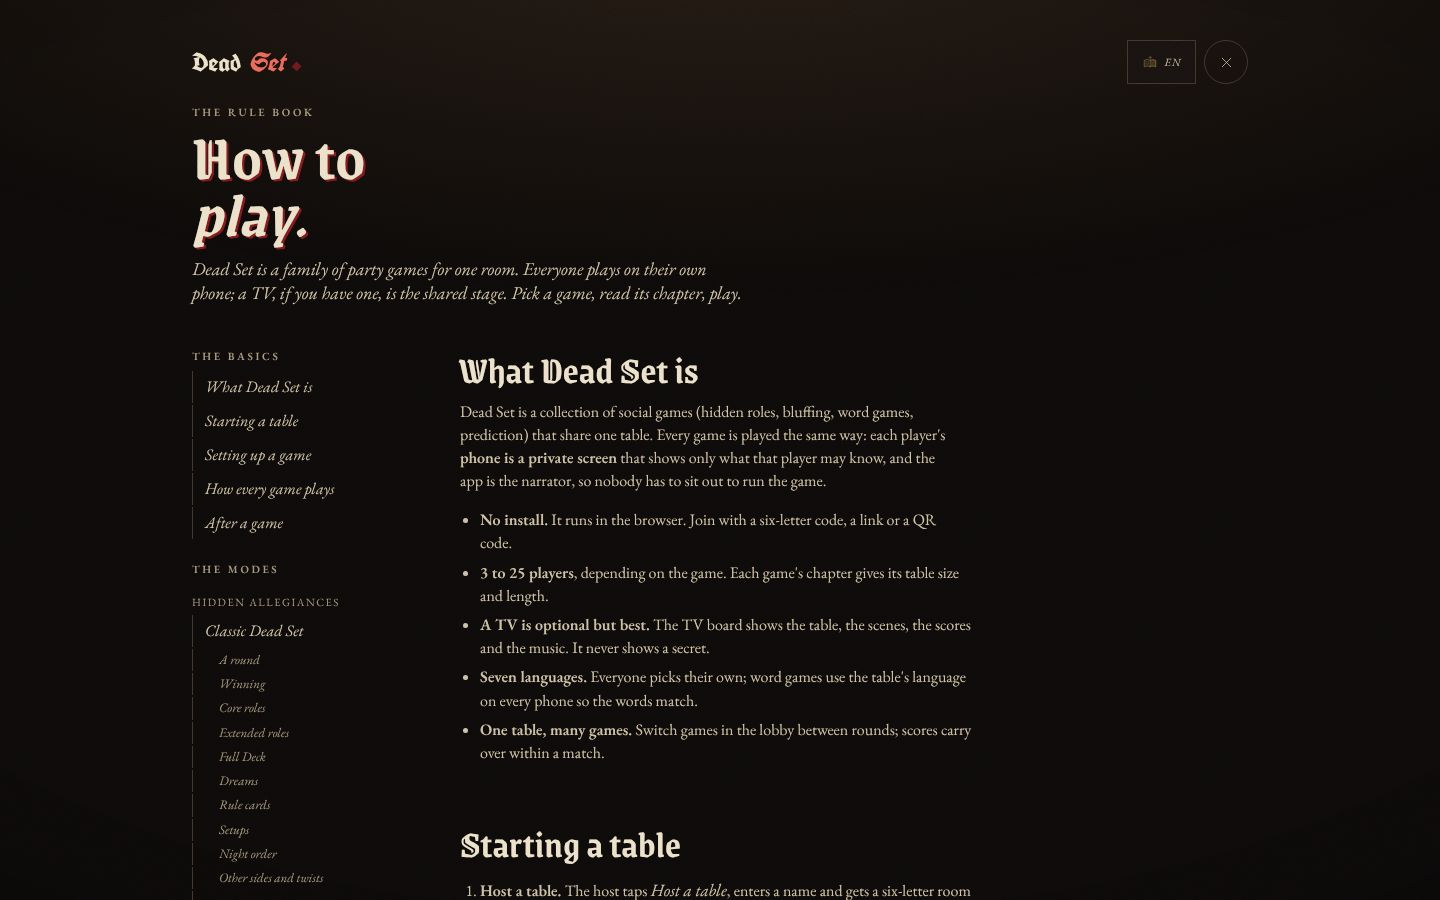 Dead Set
EN
THE RULE BOOK
How to
play.
Dead Set is a family of party games for one room. Everyone plays on their own
phone; a TV, if you have one, is the shared stage. Pick a game, read its chapter, play.
THE BASICS
What Dead Set is
Starting a table
Setting up a game
How every game plays
After a game
THE MODES
HIDDEN ALLEGIANCES
Classic Dead Set
A round
Winning
Core roles
Extended roles
Full Deck
Dreams
Rule cards
Setups
Night order
Other sides and twists
What Dead Set is
Dead Set is a collection of social games (hidden roles, bluffing, word games,
prediction) that share one table. Every game is played the same way: each player's
phone is a private screen that shows only what that player may know, and the
app is the narrator, so nobody has to sit out to run the game.
• No install. It runs in the browser. Join with a six-letter code, a link or a QR
code.
• 3 to 25 players, depending on the game. Each game's chapter gives its table size
and length.
• A TV is optional but best. The TV board shows the table, the scenes, the scores
and the music. It never shows a secret.
• Seven languages. Everyone picks their own; word games use the table's language
on every phone so the words match.
• One table, many games. Switch games in the lobby between rounds; scores carry
over within a match.
Starting a table
1. Host a table. The host taps Host a table, enters a name and gets a six-letter room